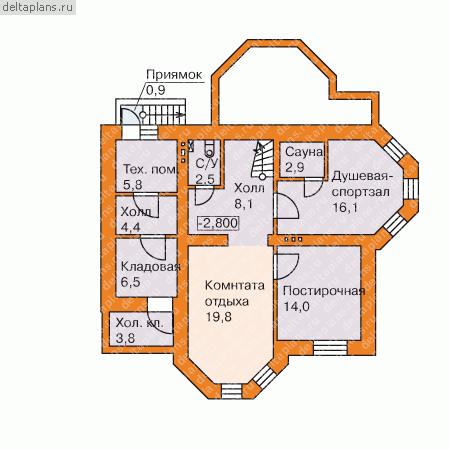 deltaplans.ru
Приямок
0,9
Тех. пом.
5,8
С/У
2,5
Сауна
2,9
Душевая-
спортзал
16,1
Холл
8,1
Холл
4,4
-2,800
Кладовая
6,5
Комнтата
отдыха
19,8
Постирочная
14,0
Хол. кл.
3,8